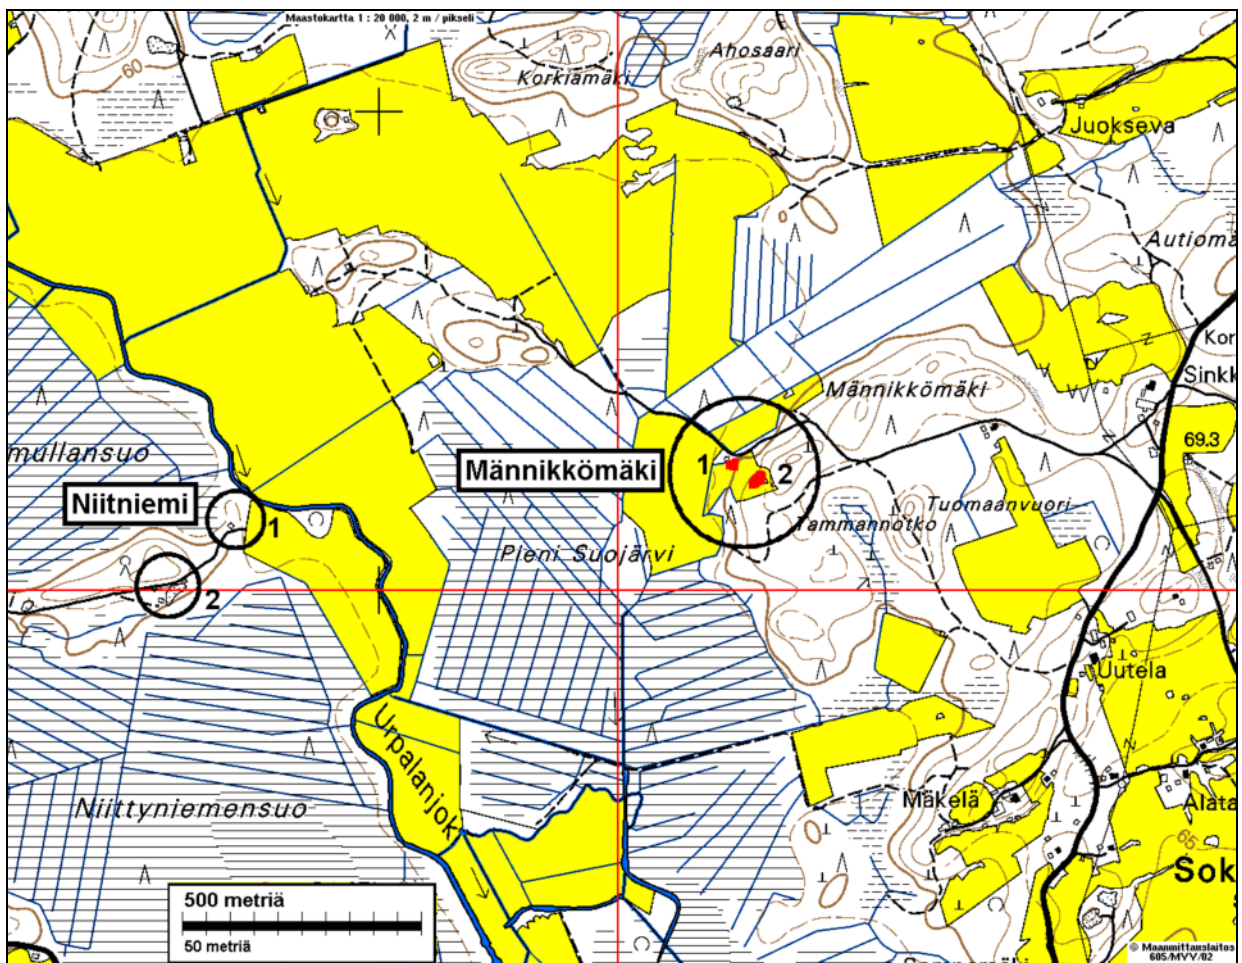 Maastokartta 1 : 20 000, 2 m / pikseli
60
Korkiamäki
Ahosaari
Juokseva
Autiomä
Kor
Sinkk
69.3
Männikkömäki
1
Männikkömäki
2
mullansuo
Niitniemi
1
Tuomaanvuori
Tammannotko
Pieni Suojärvi
2
Uutela
Urpalanjok
Niittyniemensuo
Mäkelä
Alata
65
Sok
500 metriä
50 metriä
© Maanmittauslaitos
605/MYY/02